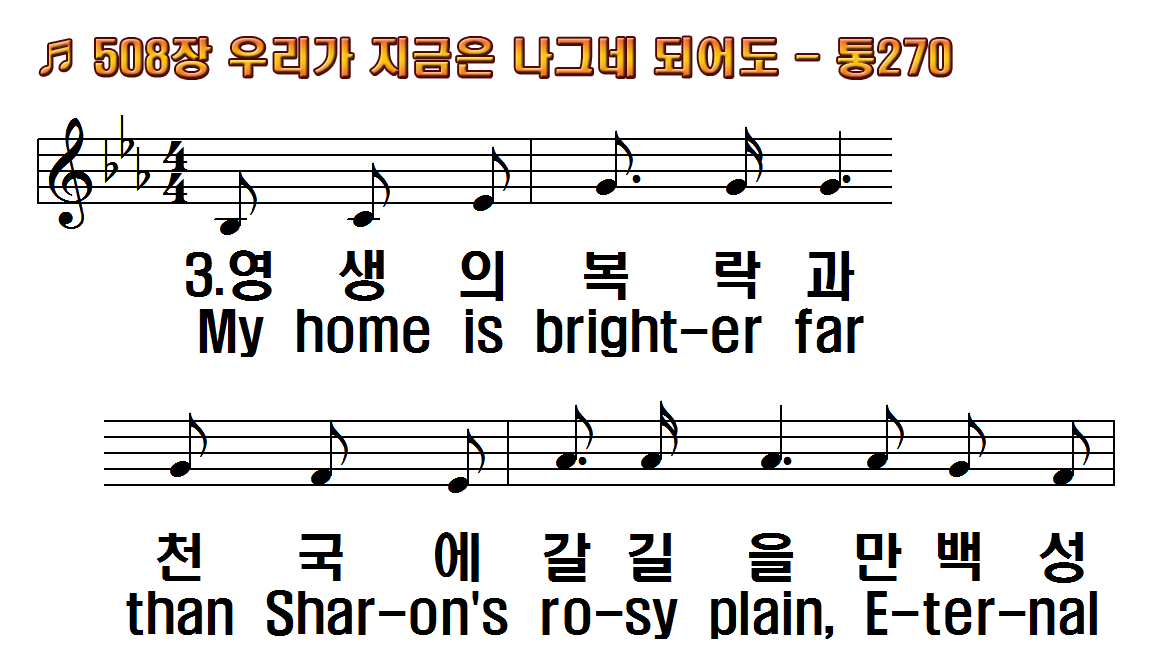 ♬ 508장 우리가 지금은 나그네 되어도 - 통270
3.영 생 의 복 락 과
My home is bright-er far
천 국 에 갈 길 을 만 백 성
than Shar-on's ro-sy plain, E-ter-nal